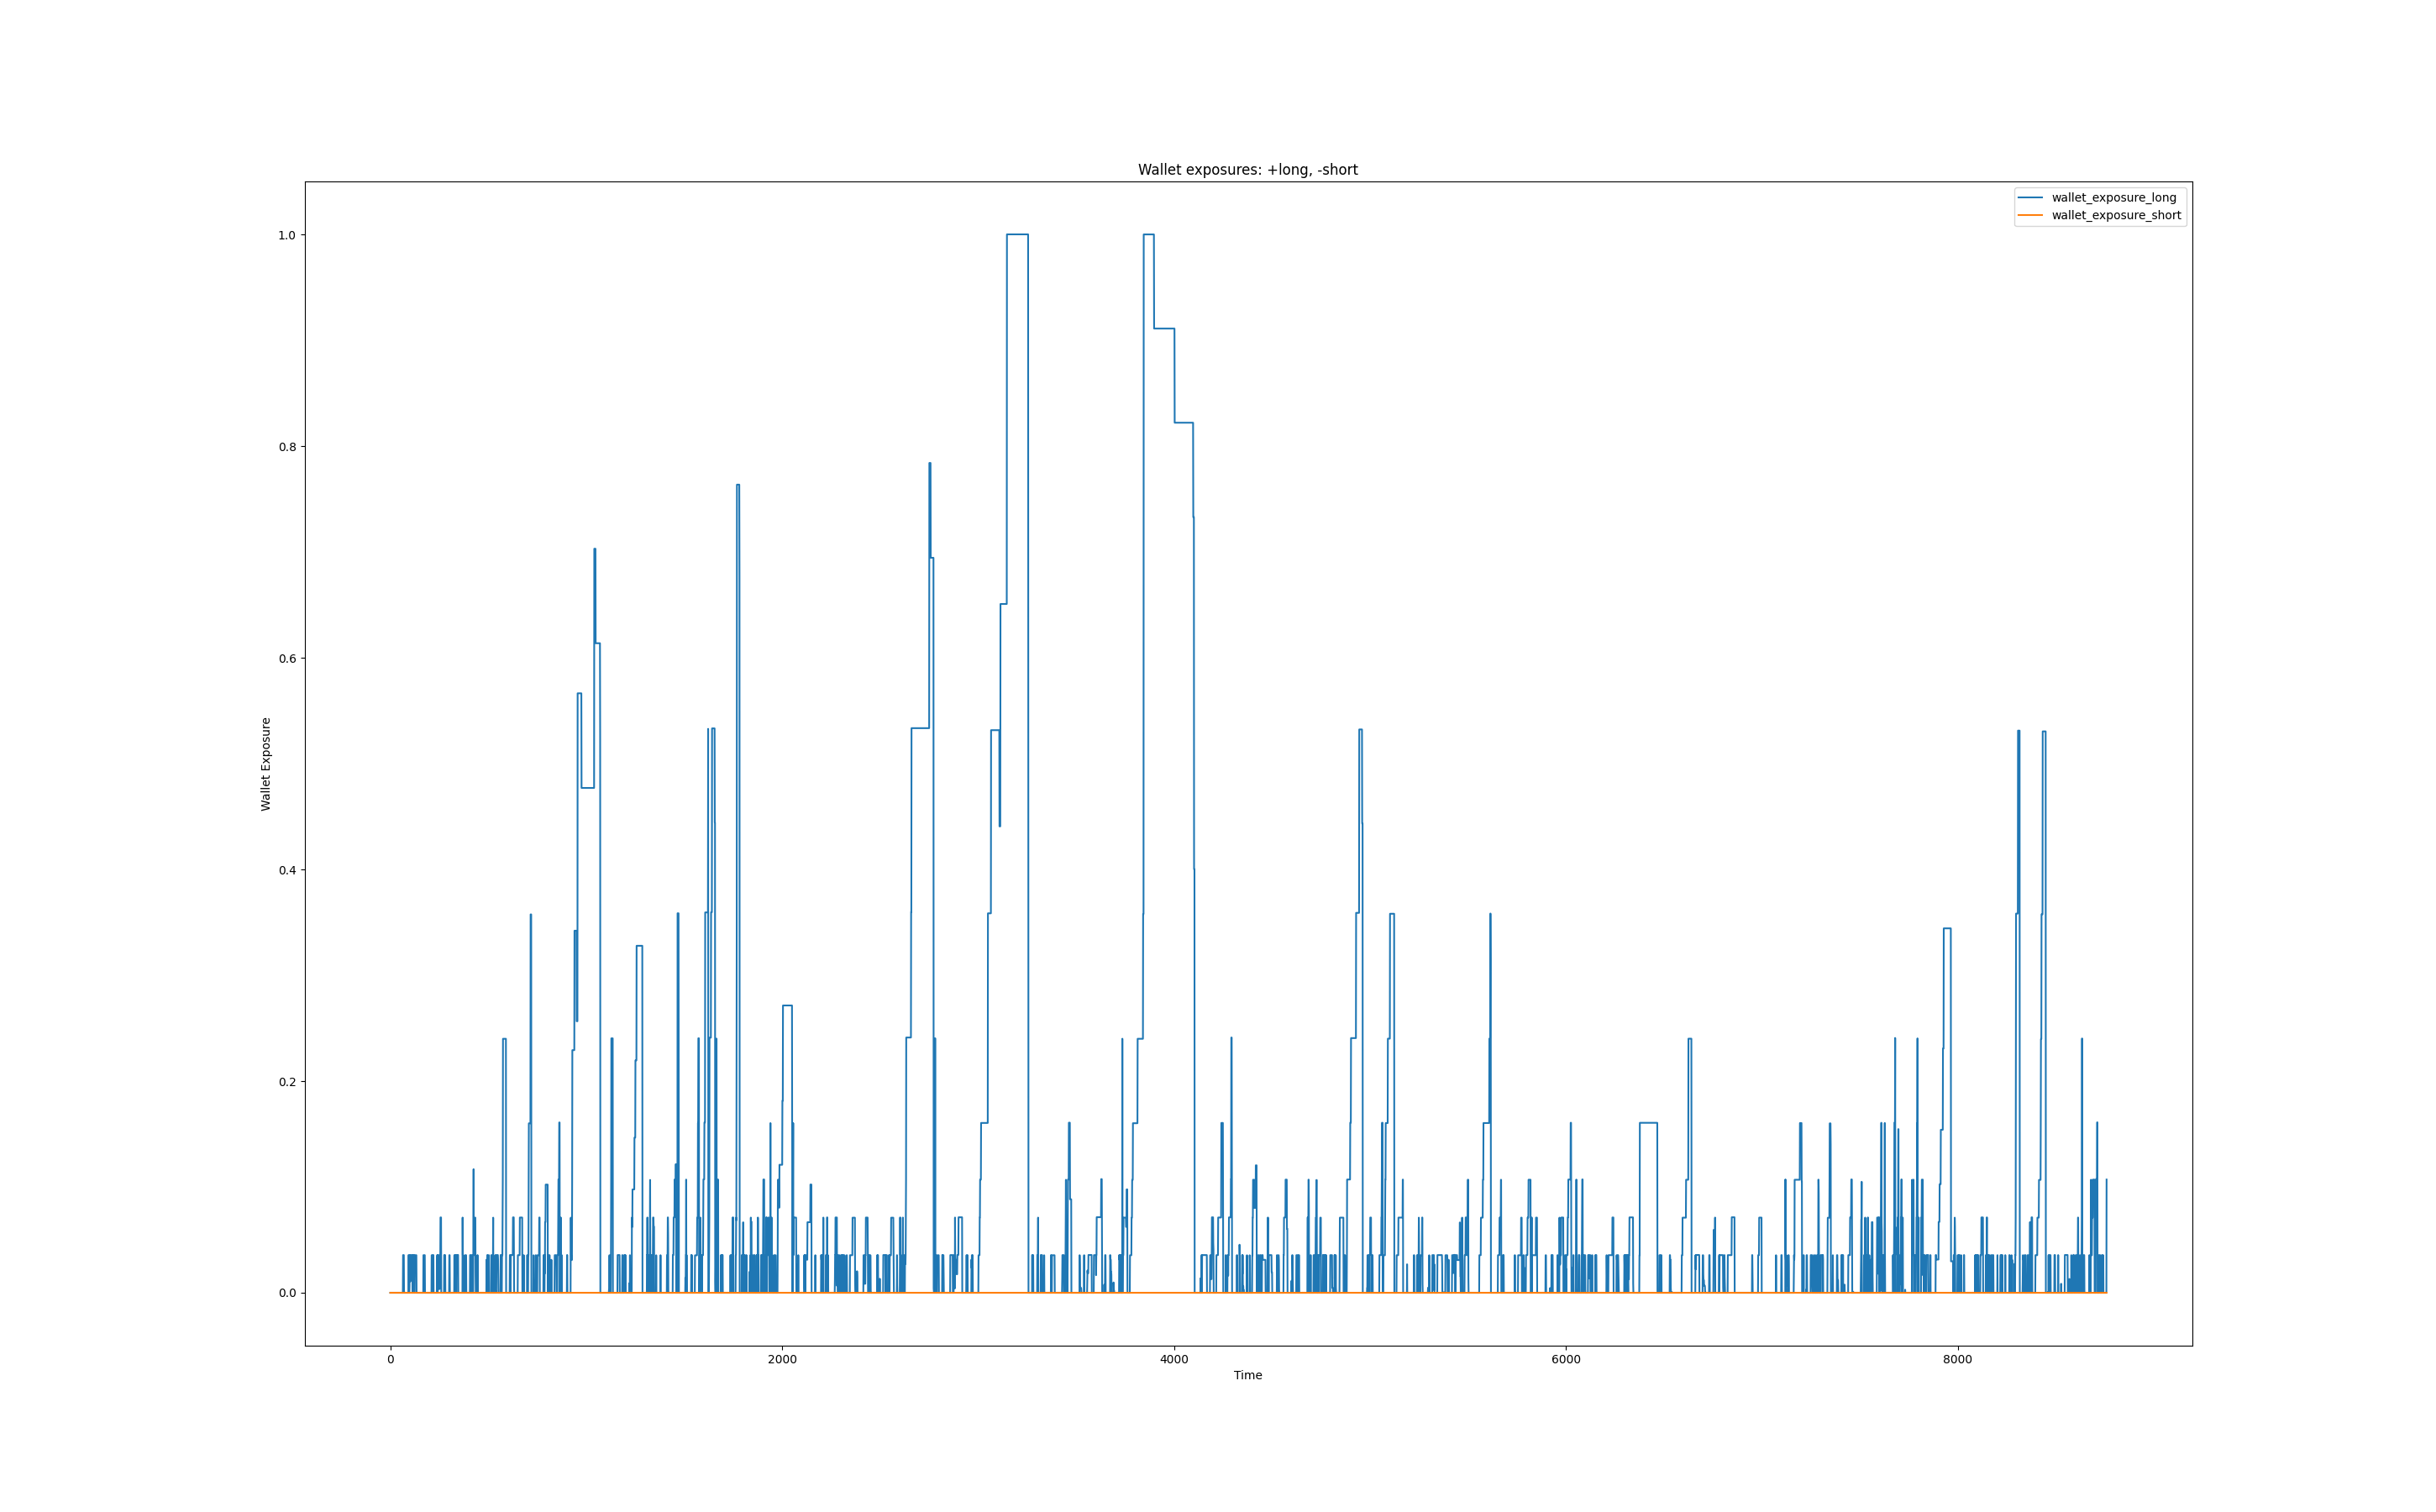 Wallet exposures: +long, -short
wallet_exposure_long
wallet_exposure_short
1.0
0.8
0.6
0.4
0.2
0.0
Wallet Exposure
0 2000 4000 6000 8000
Time